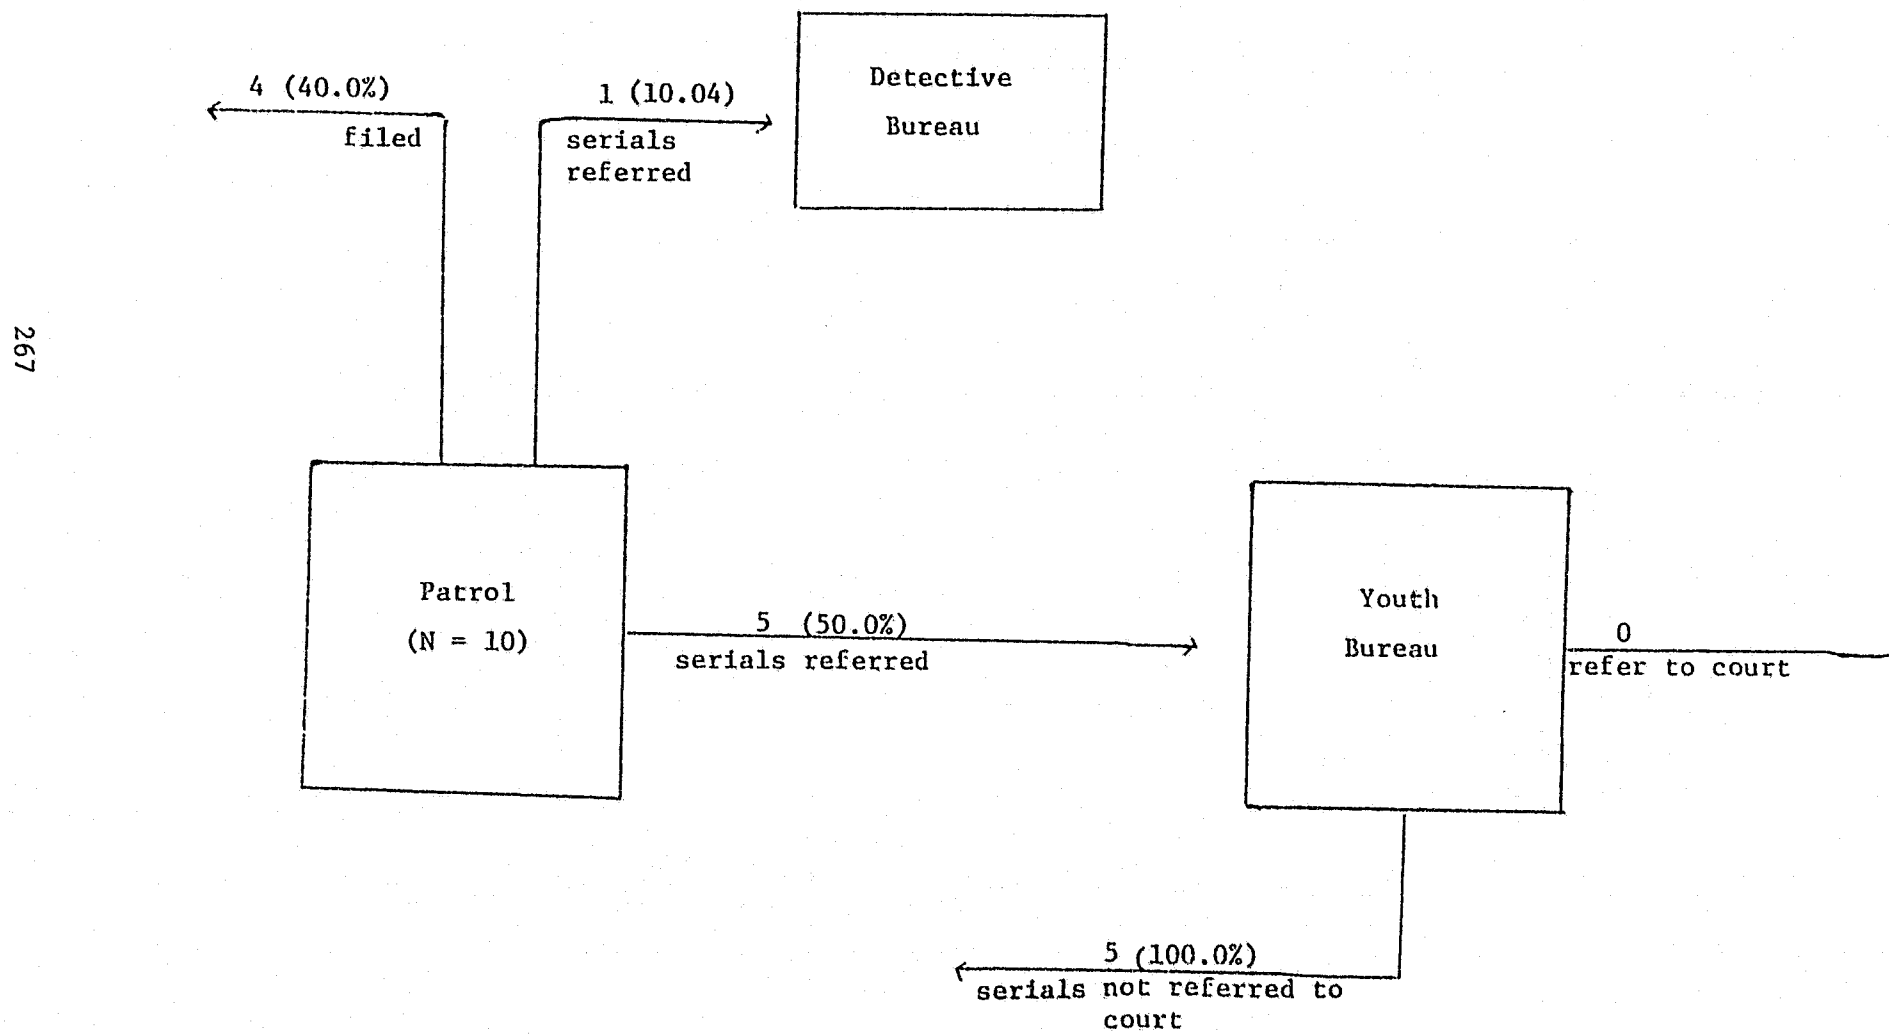 4 (40.0%)
filed
1 (10.04)
serials
referred
Detective
Bureau
267
Patrol
(N = 10)
5 (50.0%)
serials referred
Youth
Bureau
0
refer to court
5 (100.0%)
serials not referred to
court